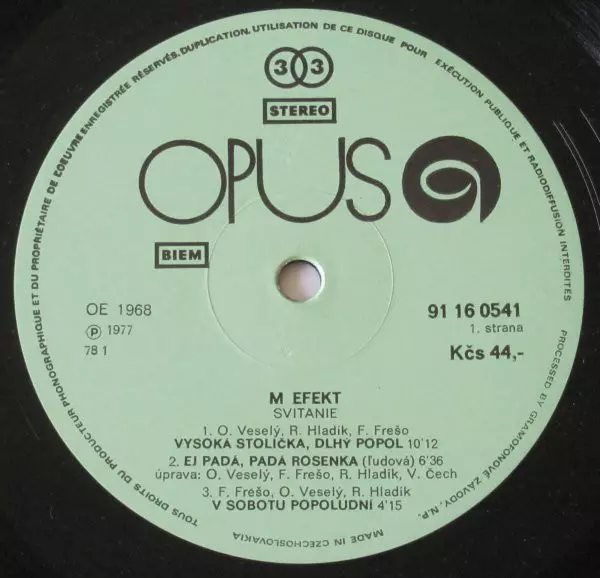 TOUS DROITS DU PRODUCTEUR PHONOGRAPHIQUE ET DU PROPRIÉTAIRE DE L'OEUVRE ENREGISTRÉE RÉSERVÉS. DUPLICATION, UTILISATION DE CE DISQUE POUR EXÉCUTION PUBLIQUE ET RADIODIFFUSION INTERDITES
33
STEREO
OPUS
BIEM
OE 1968
℗ 1977
78 1
91 16 0541
1. strana
Kčs 44,-
M EFEKT
SVITANIE
1. O. Veselý, R. Hladík, F. Frešo
VYSOKÁ STOLIČKA, DLHÝ POPOL 10'12
2. EJ PADÁ, PADÁ ROSENKA (ľudová) 6'36
úprava: O. Veselý, F. Frešo, R. Hladík, V. Čech
3. F. Frešo, O. Veselý, R. Hladík
V SOBOTU POPOLUDNÍ 4'15
PROCESSED BY GRAMOFONOVÉ ZÁVODY, N.P.
MADE IN CZECHOSLOVAKIA